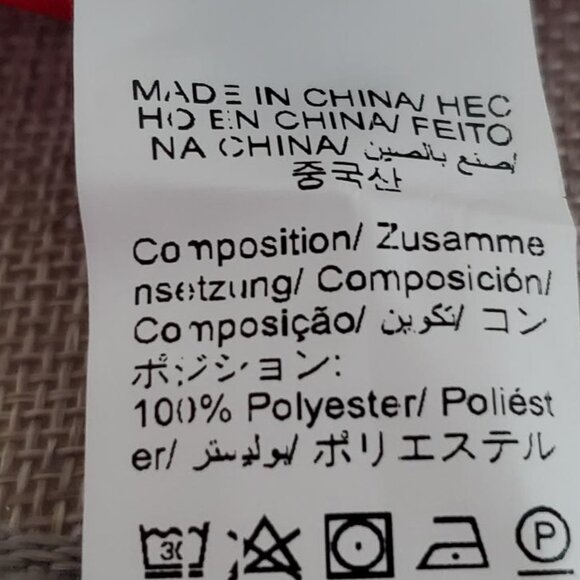 MADE IN CHINA/ HEC
HO EN CHINA/ FEITO
NA CHINA/ صنع بالصين/
중국산
Composition/ Zusamme
nsetzung/ Composición/
Composição/ تكوين/ コン
ポジション:
100% Polyester/ Poliést
er/ بوليستر/ ポリエステル
30 P